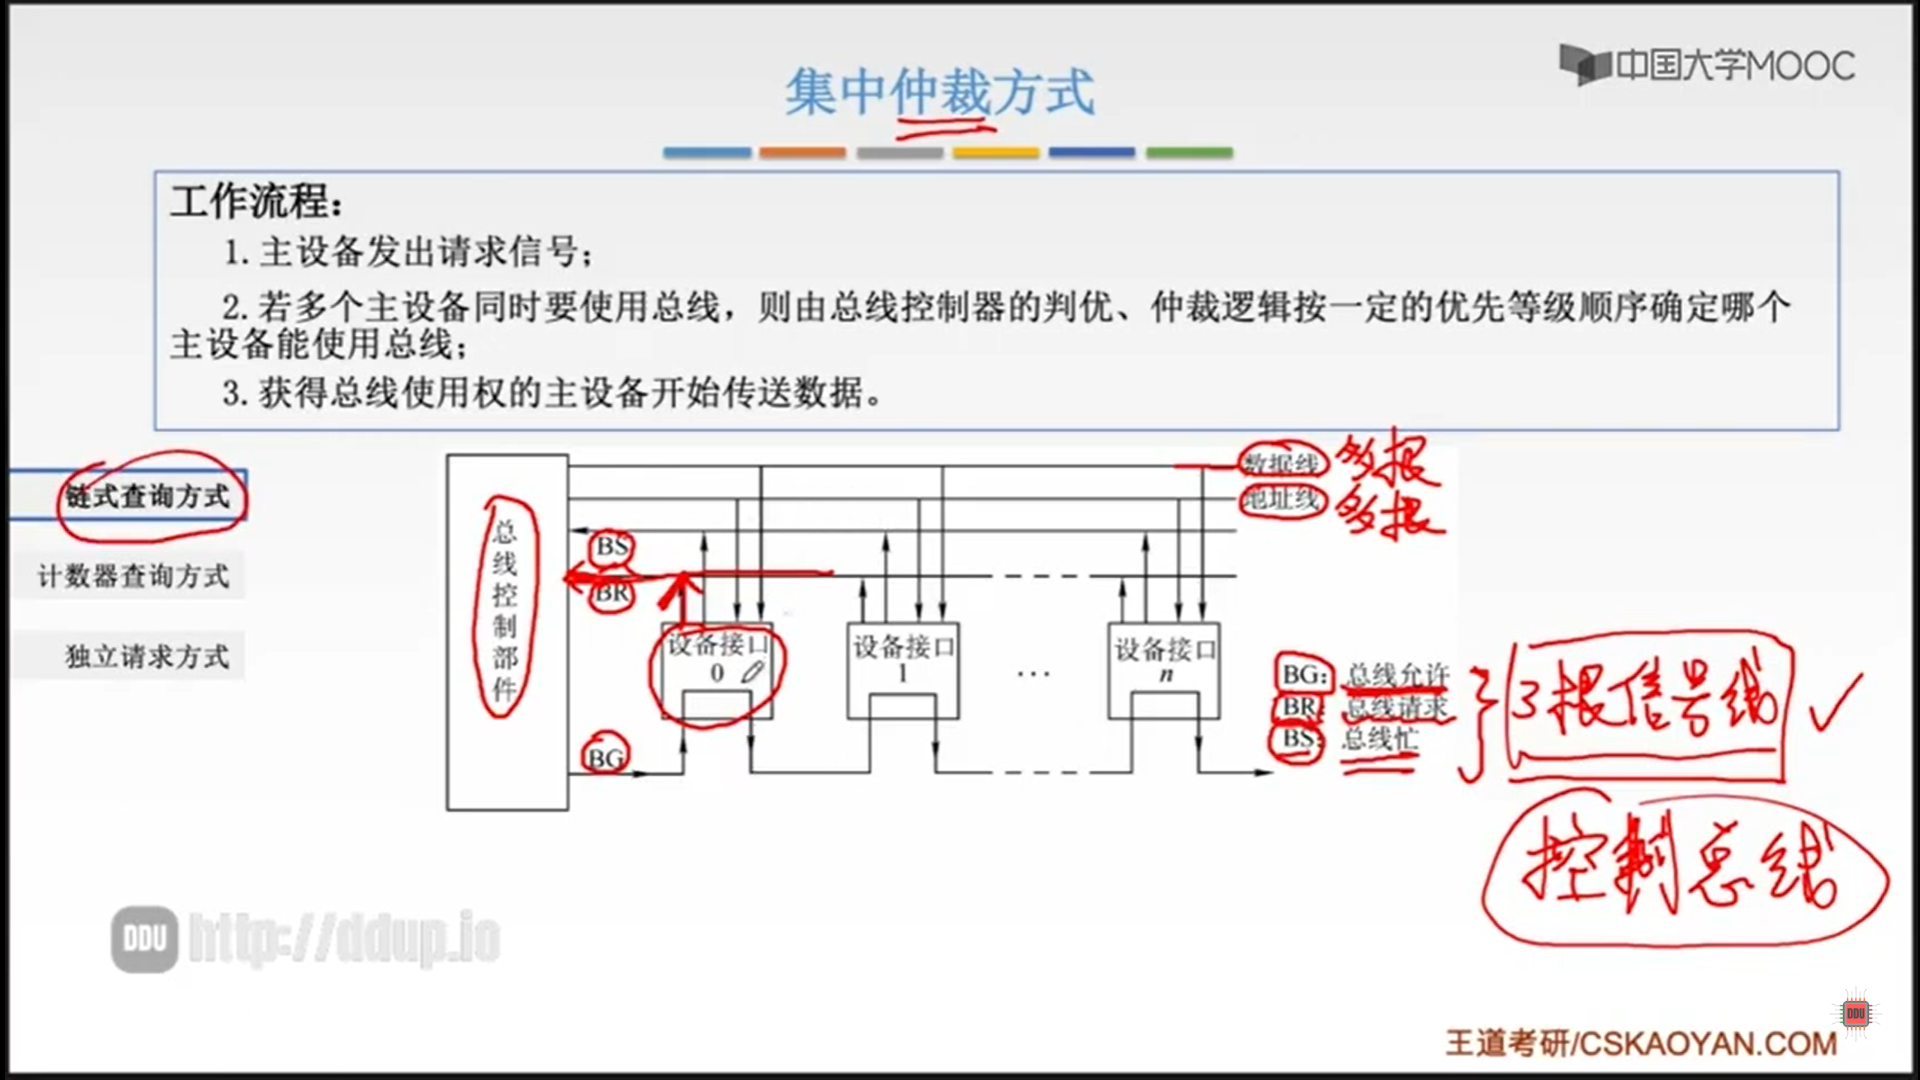 中国大学MOOC
集中仲裁方式
工作流程：
1. 主设备发出请求信号；
2. 若多个主设备同时要使用总线，则由总线控制器的判优、仲裁逻辑按一定的优先等级顺序确定哪个
主设备能使用总线；
3. 获得总线使用权的主设备开始传送数据。
链式查询方式
计数器查询方式
独立请求方式
总线控制部件
数据线 多根
地址线 多根
BS
BR
设备接口
0
设备接口
1
...
设备接口
n
BG
BG：总线允许
BR：总线请求
BS：总线忙
3根信号线
控制总线
DDU http://ddup.io
DDU
王道考研/CSKAOYAN.COM